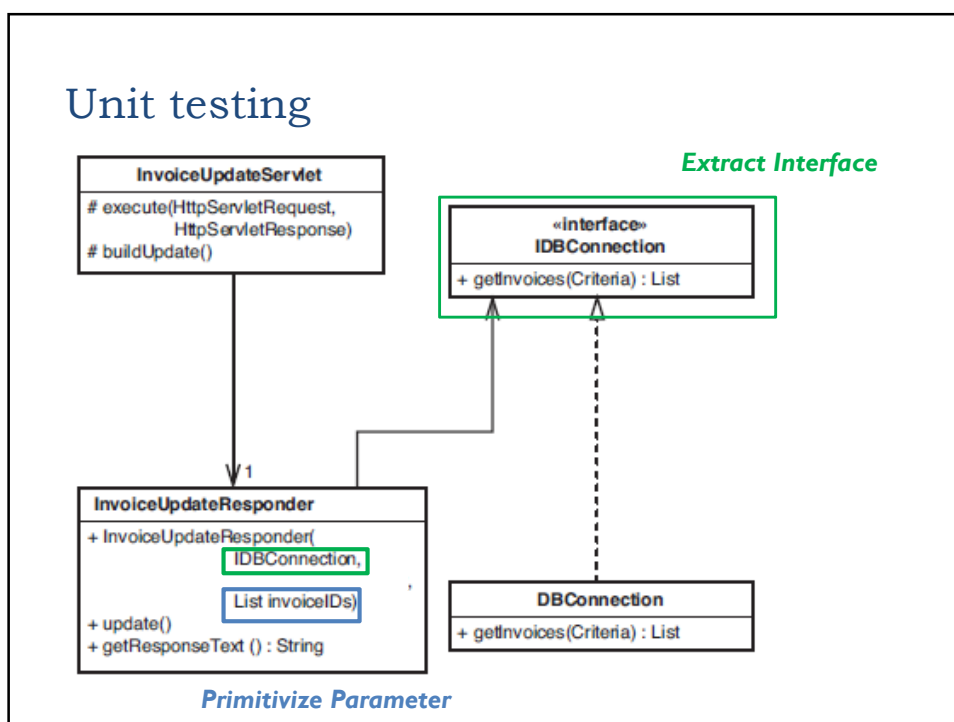 Unit testing
InvoiceUpdateServlet
# execute(HttpServletRequest,
HttpServletResponse)
# buildUpdate()
Extract Interface
«interface»
IDBConnection
+ getInvoices(Criteria) : List
1
InvoiceUpdateResponder
+ InvoiceUpdateResponder(
IDBConnection,
,
List invoiceIDs)
+ update()
+ getResponseText () : String
DBConnection
+ getInvoices(Criteria) : List
Primitivize Parameter